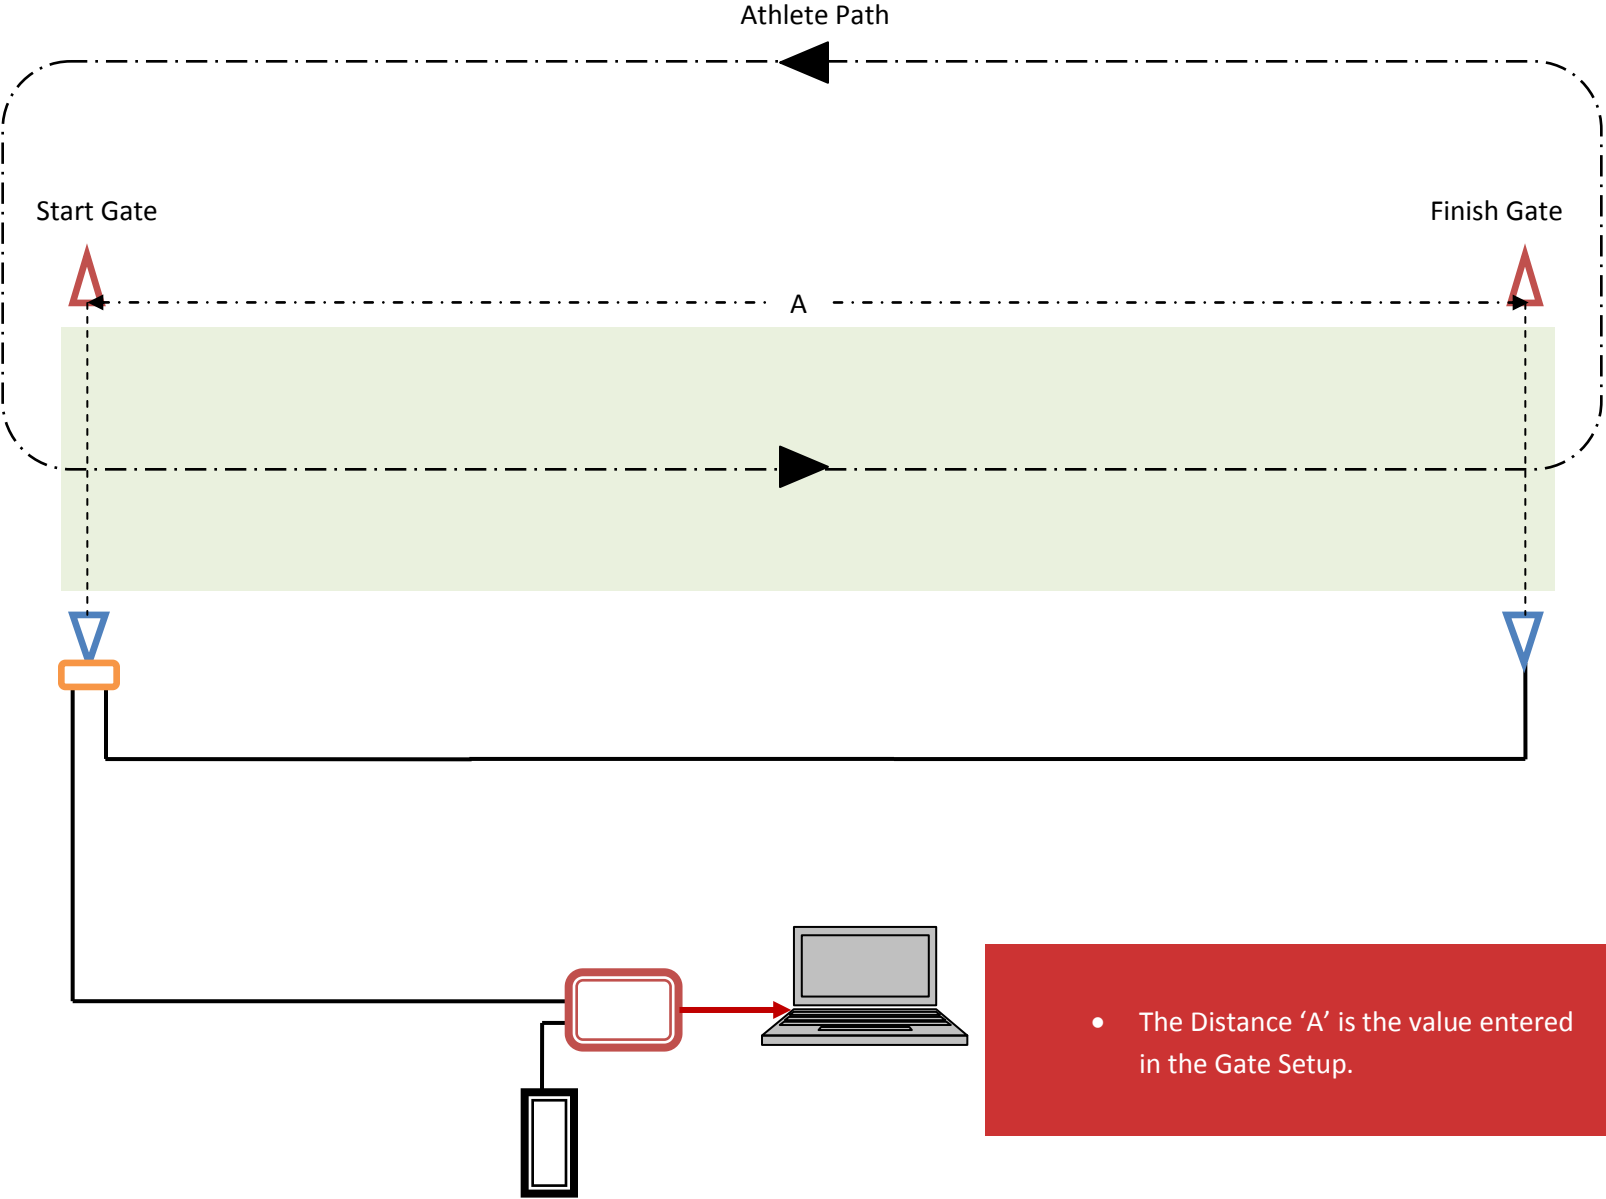 Athlete Path
Start Gate
Finish Gate
A
• The Distance ‘A’ is the value entered
in the Gate Setup.